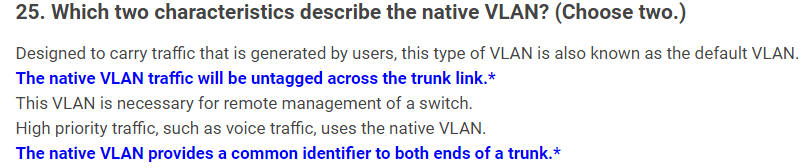 25. Which two characteristics describe the native VLAN? (Choose two.)
Designed to carry traffic that is generated by users, this type of VLAN is also known as the default VLAN.
The native VLAN traffic will be untagged across the trunk link.*
This VLAN is necessary for remote management of a switch.
High priority traffic, such as voice traffic, uses the native VLAN.
The native VLAN provides a common identifier to both ends of a trunk.*